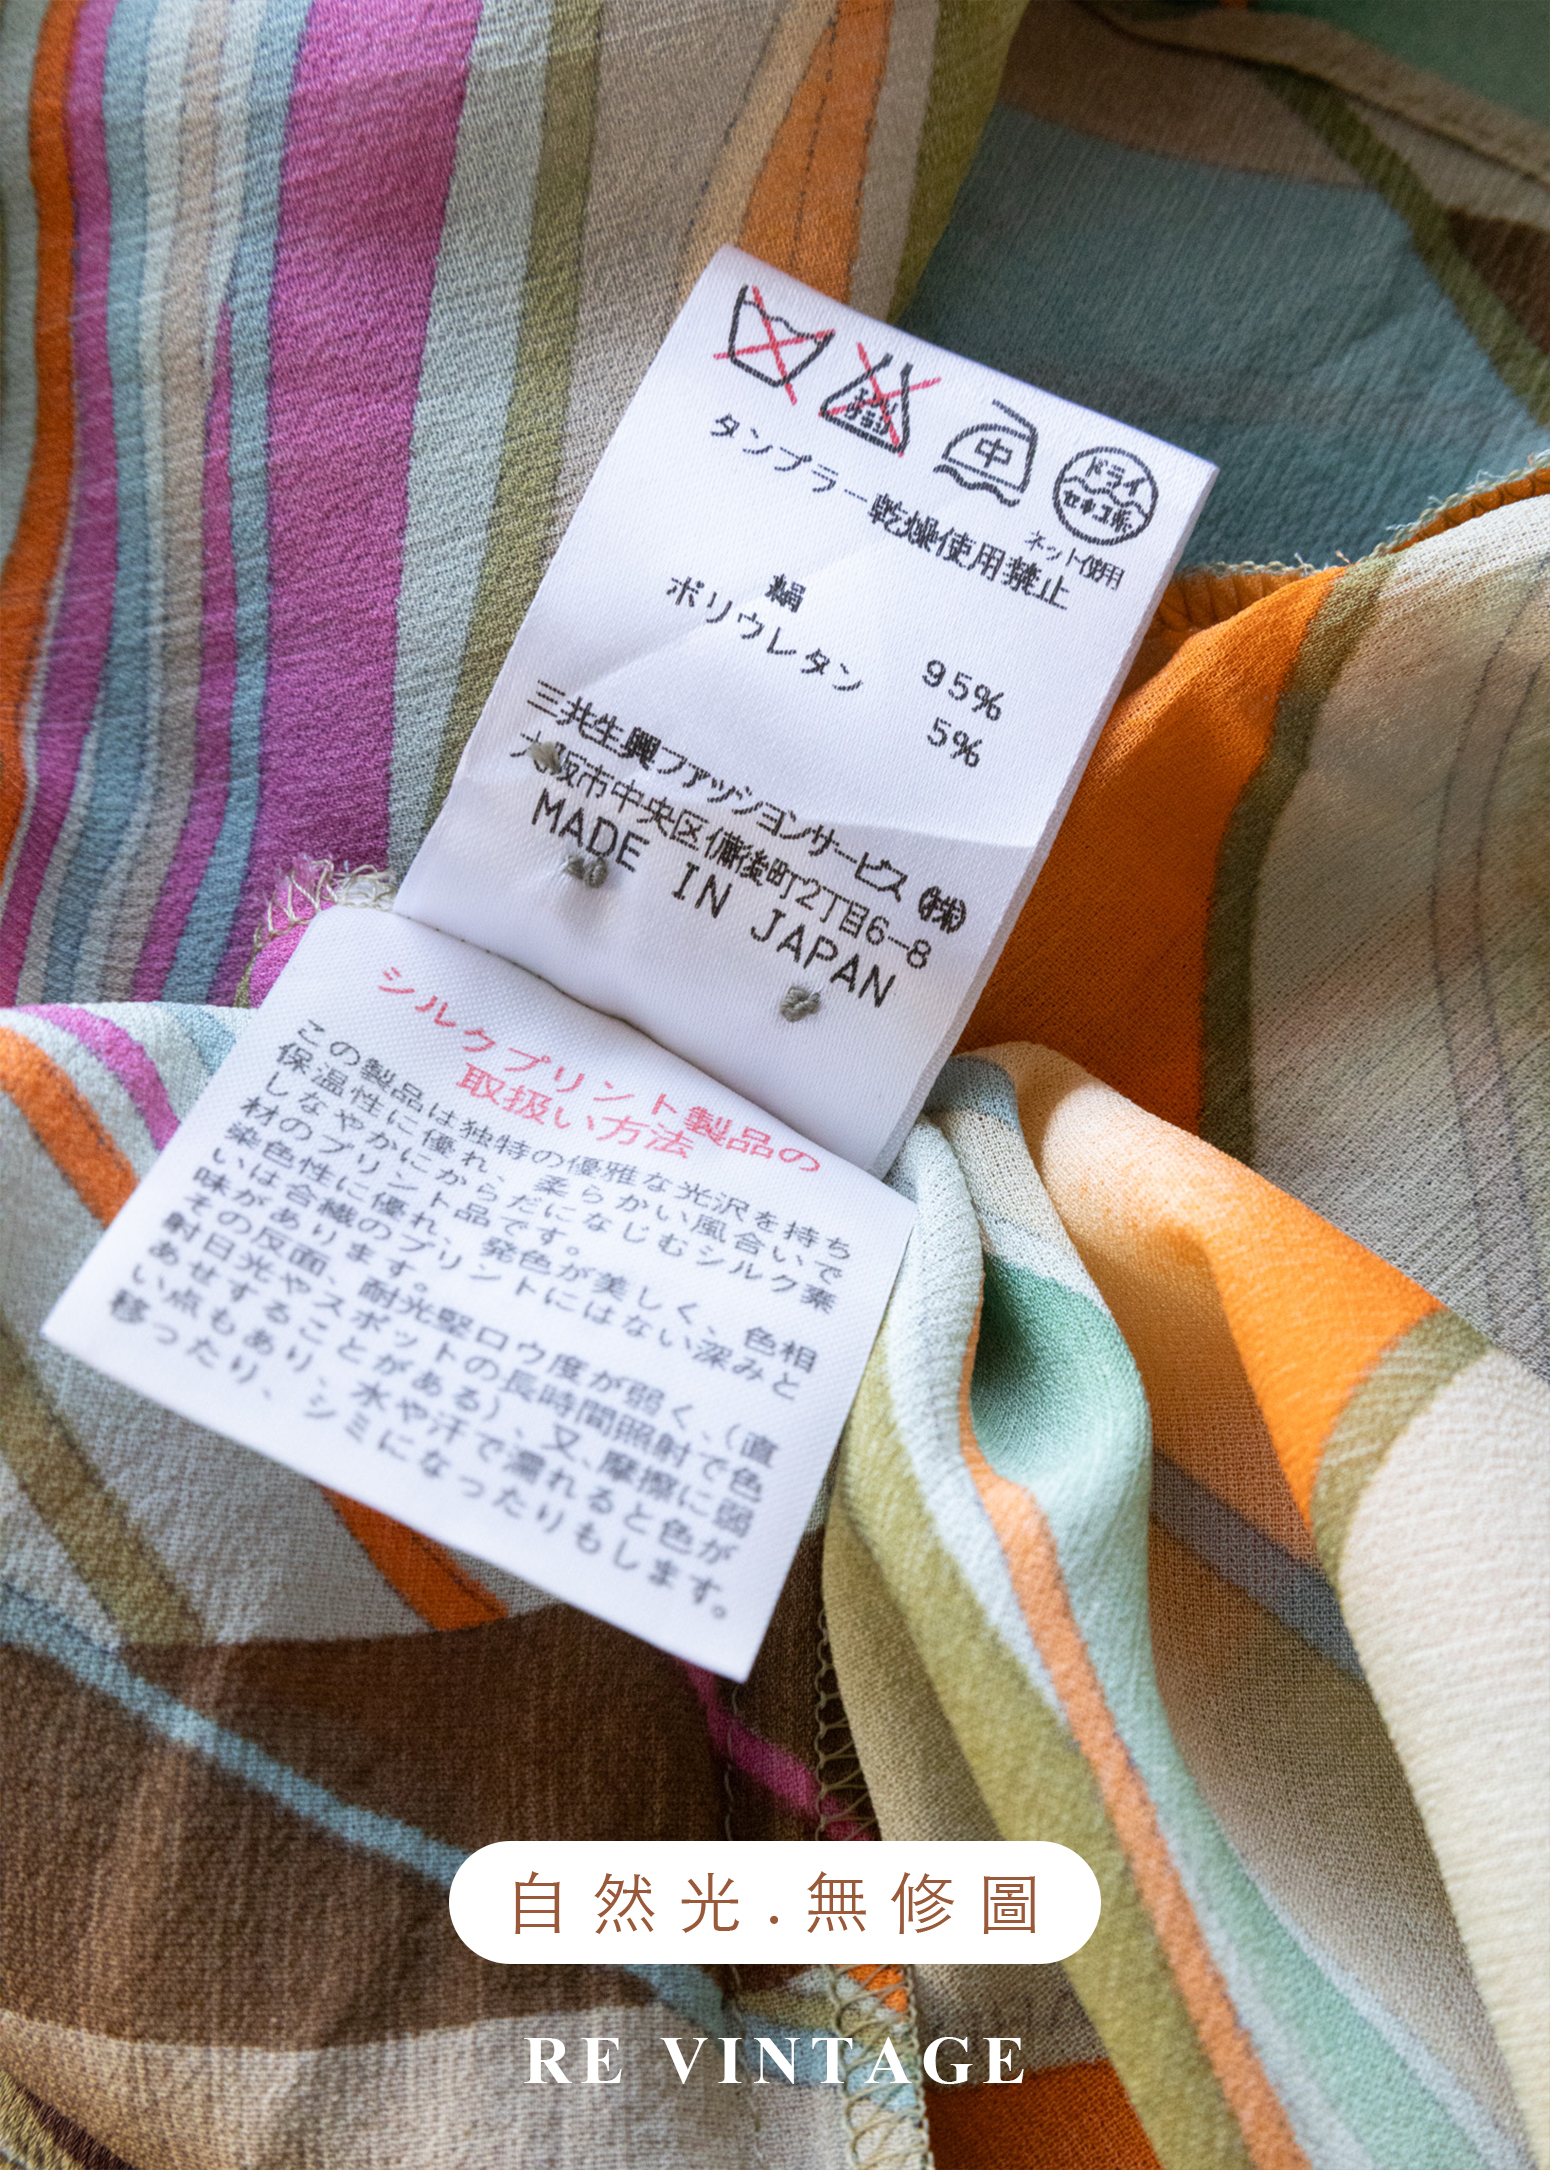 中
ドライ
セキユ系
ネット使用
タンブラー乾燥使用禁止
絹 95%
ポリウレタン 5%
三共生興ファッションサービス㈱
大阪市中央区備後町2丁目6-8
MADE IN JAPAN
シルクプリント製品の
取扱い方法
この製品は独特の優雅な光沢を持ち
保温性に優れ、柔らかい風合いで
しなやかにからだになじむシルク素
材のプリント品です。
染色性に優れ、発色が美しく、色相
いは合繊のプリントにはない深みと
味があります。
その反面、耐光堅ロウ度が弱く、(直
射日光やスポットの長時間照射で色
あせすることがある)、又、摩擦に弱
い点もあり、水や汗で濡れると色が
移ったり、シミになったりもします。
自然光.無修圖
RE VINTAGE